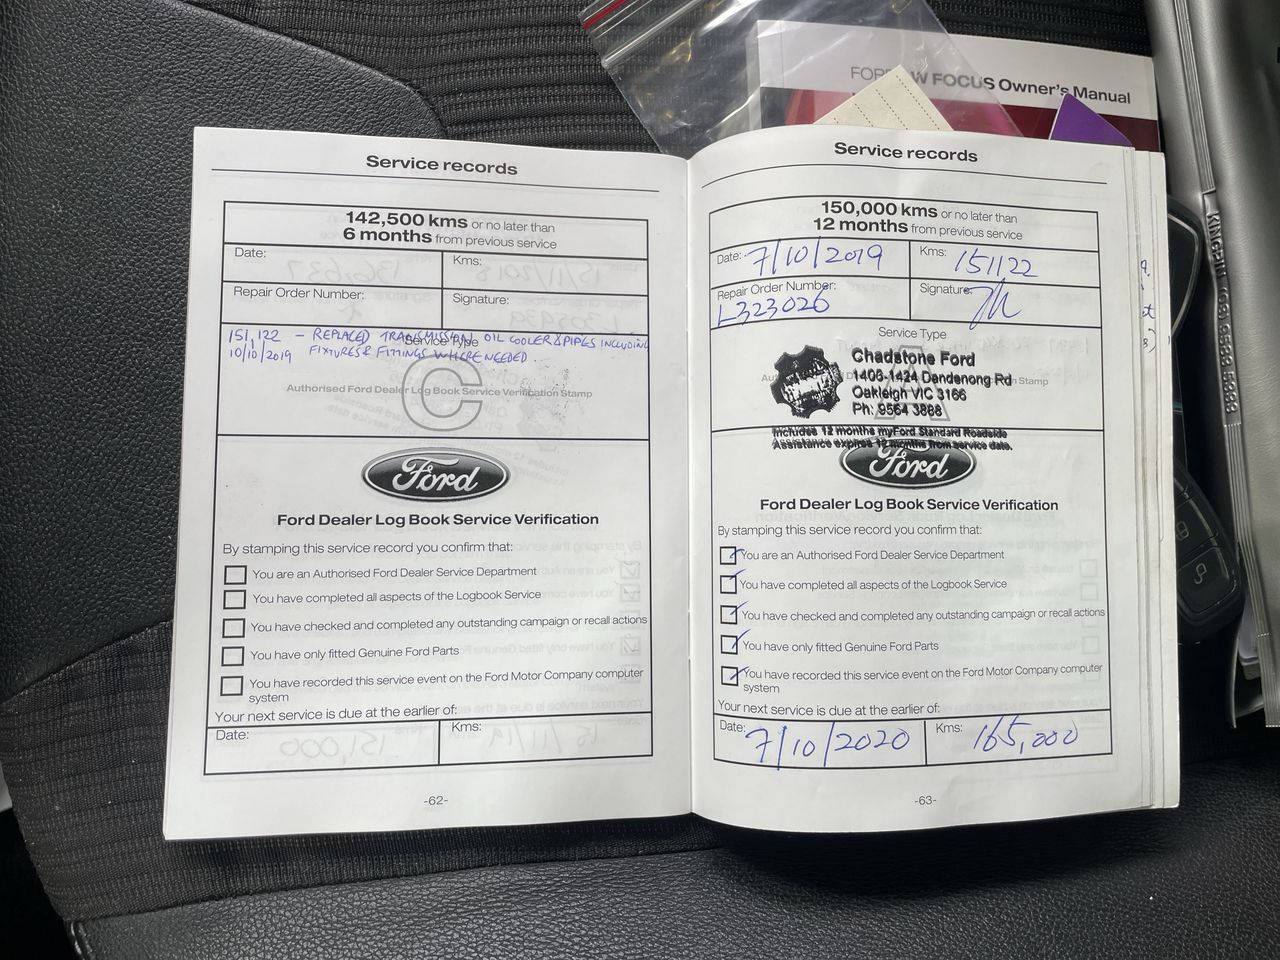 FORD LW FOCUS Owner's Manual
Service records
142,500 kms or no later than
6 months from previous service
Date:
Kms:
Repair Order Number:
Signature:
151,122 - REPLACED TRANSMISSION OIL COOLER & PIPES INCLUDING
10/10/2019 FIXTURES & FITTINGS WHERE NEEDED.
Service Type
C
Authorised Ford Dealer Log Book Service Verification Stamp
Ford
Ford Dealer Log Book Service Verification
By stamping this service record you confirm that:
You are an Authorised Ford Dealer Service Department
You have completed all aspects of the Logbook Service
You have checked and completed any outstanding campaign or recall actions
You have only fitted Genuine Ford Parts
You have recorded this service event on the Ford Motor Company computer
system
Your next service is due at the earlier of:
Date:
Kms:
-62-
Service records
150,000 kms or no later than
12 months from previous service
Date: 7/10/2019
Kms: 151122
Repair Order Number:
L323026
Signature:
Service Type
Chadstone Ford
1406-1424 Dandenong Rd
Oakleigh VIC 3166
Ph: 9564 3888
Includes 12 months myFord Standard Roadside
Assistance expires 12 months from service date.
Ford
Ford Dealer Log Book Service Verification
By stamping this service record you confirm that:
You are an Authorised Ford Dealer Service Department
You have completed all aspects of the Logbook Service
You have checked and completed any outstanding campaign or recall actions
You have only fitted Genuine Ford Parts
You have recorded this service event on the Ford Motor Company computer
system
Your next service is due at the earlier of:
Date: 7/10/2020
Kms: 165,000
-63-